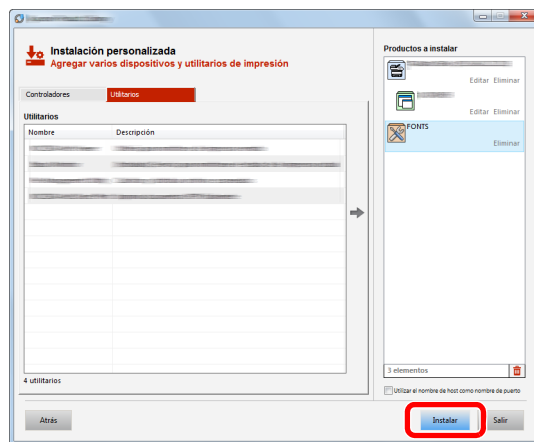 Instalación personalizada
Agregar varios dispositivos y utilitarios de impresión
Controladores
Utilitarios
Utilitarios
Nombre
Descripción
4 utilitarios
Productos a instalar
Editar Eliminar
Editar Eliminar
FONTS
Eliminar
3 elementos
Utilizar el nombre de host como nombre de puerto
Atrás
Instalar
Salir